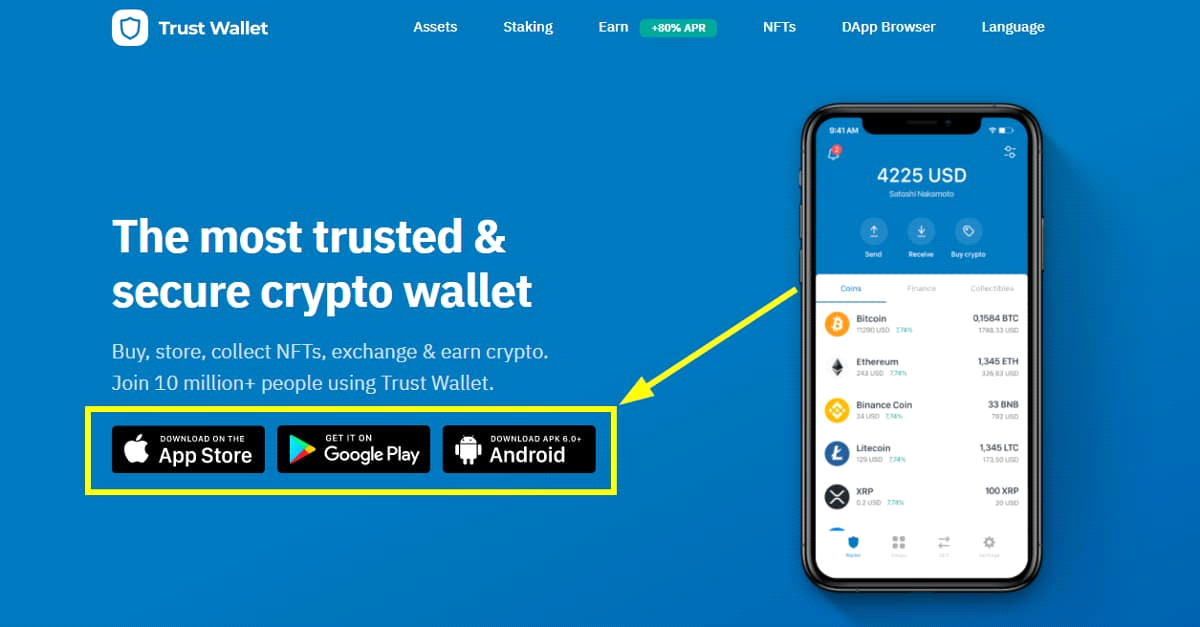 Trust Wallet
Assets
Staking
Earn
+80% APR
NFTs
DApp Browser
Language
The most trusted &
secure crypto wallet
Buy, store, collect NFTs, exchange & earn crypto.
Join 10 million+ people using Trust Wallet.
DOWNLOAD ON THE
App Store
GET IT ON
Google Play
DOWNLOAD APK 6.0+
Android
9:41 AM
2
4225 USD
Satoshi Nakamoto
Send
Receive
Buy crypto
Coins
Finance
Collectibles
Bitcoin
0,1584 BTC
11290 USD 7,74%
1788.33 USD
Ethereum
1,345 ETH
243 USD 7,74%
326,83 USD
Binance Coin
33 BNB
34 USD 7,74%
792 USD
Litecoin
1,345 LTC
129 USD 7,74%
173,50 USD
XRP
100 XRP
0.2 USD 7,74%
20 USD
Wallet
Settings